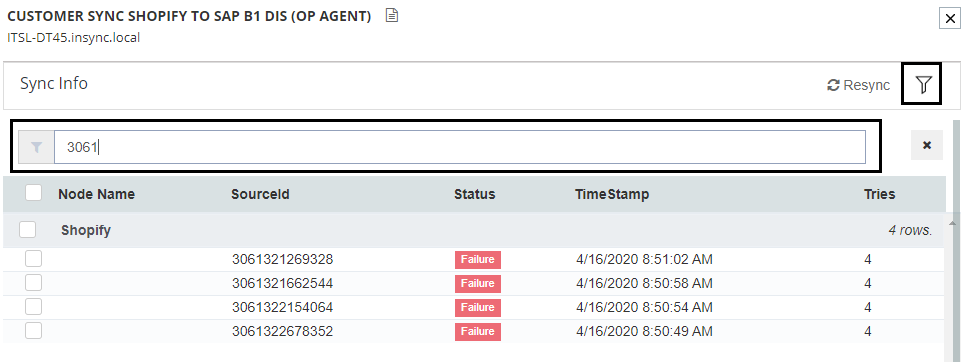 CUSTOMER SYNC SHOPIFY TO SAP B1 DIS (OP AGENT)
ITSL-DT45.insync.local
Sync Info Resync
3061
Node Name SourceId Status TimeStamp Tries
Shopify 4 rows.
3061321269328 Failure 4/16/2020 8:51:02 AM 4
3061321662544 Failure 4/16/2020 8:50:58 AM 4
3061322154064 Failure 4/16/2020 8:50:54 AM 4
3061322678352 Failure 4/16/2020 8:50:49 AM 4